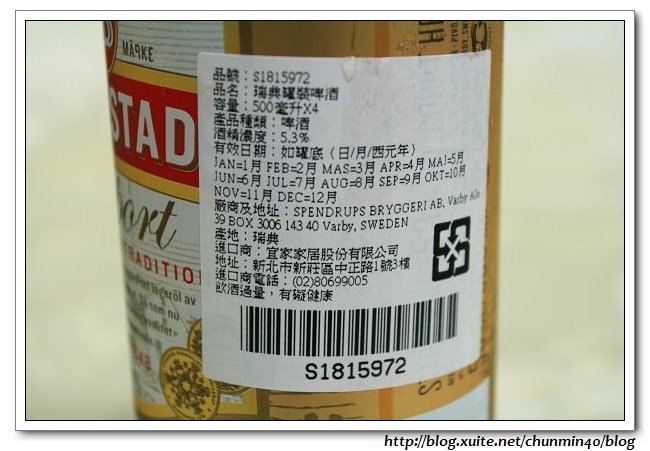 MÄRKE
STAD
ort
TRADITION
lageröl av
som nu
品號：S1815972
品名：瑞典罐裝啤酒
容量：500毫升X4
產品種類：啤酒
酒精濃度：5.3%
有效日期：如罐底（日/月/西元年）
JAN=1月 FEB=2月 MAS=3月 APR=4月 MAJ=5月
JUN=6月 JUL=7月 AUG=8月 SEP=9月 OKT=10月
NOV=11月 DEC=12月
廠商及地址：SPENDRUPS BRYGGERI AB, Varby Alle
39 BOX 3006 143 40 Varby, SWEDEN
產地：瑞典
進口商：宜家家居股份有限公司
地址：新北市新莊區中正路1號3樓
進口商電話：(02)80699005
飲酒過量，有礙健康
S1815972
http://blog.xuite.net/chunmin40/blog